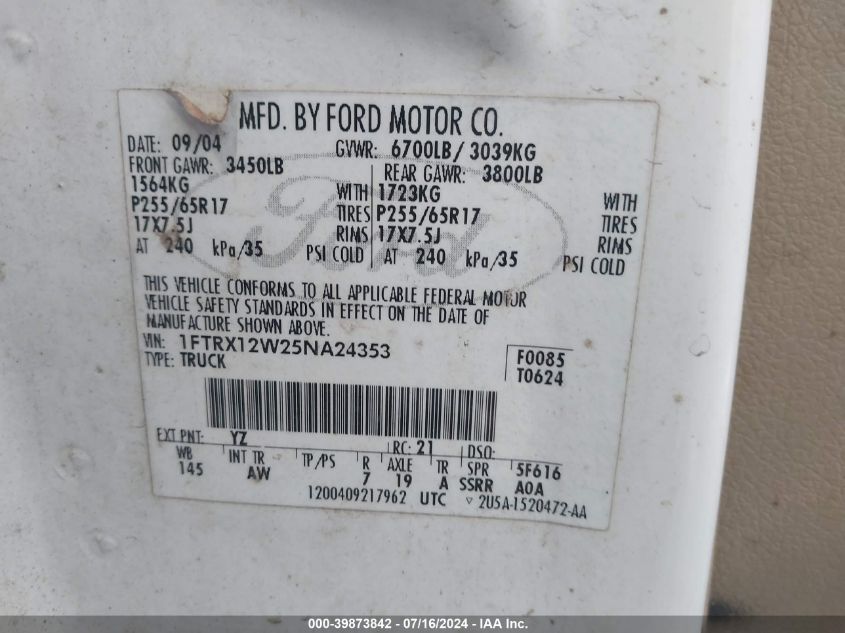 MFD. BY FORD MOTOR CO.
DATE: 09/04 GVWR: 6700LB/ 3039KG
FRONT GAWR: 3450LB REAR GAWR: 3800LB
1564KG WITH 1723KG WITH
P255/65R17 TIRES P255/65R17 TIRES
17X7.5J RIMS 17X7.5J RIMS
AT 240 kPa/35 PSI COLD AT 240 kPa/35 PSI COLD
Ford
THIS VEHICLE CONFORMS TO ALL APPLICABLE FEDERAL MOTOR
VEHICLE SAFETY STANDARDS IN EFFECT ON THE DATE OF
MANUFACTURE SHOWN ABOVE.
VIN: 1FTRX12W25NA24353 F0085
TYPE: TRUCK T0624
EXT PNT: YZ RC: 21 DSO:
WB INT TR TP/PS R AXLE TR SPR 5F616
145 AW 7 19 A SSRR A0A
1200409217962 UTC ▽ 2U5A-1520472-AA
000-39873842 - 07/16/2024 - IAA Inc.